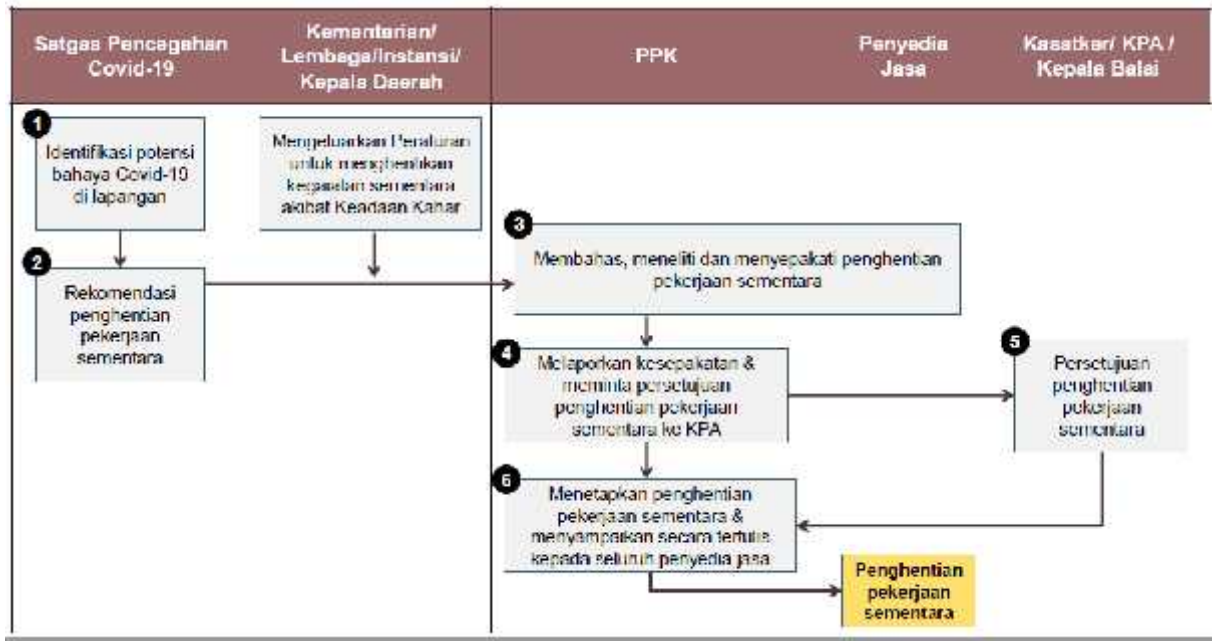 Satgas Pencegahan
Covid-19
Kementerian/
Lembaga/Instansi/
Kepala Daerah
PPK
Penyedia
Jasa
Kasatker/ KPA /
Kepala Balai
1
Identifikasi potensi
bahaya Covid-19
di lapangan
Mengeluarkan Peraturan
untuk menghentikan
sementara
akibat Keadaan Kahar
2
Rekomendasi
penghentian
pekerjaan
sementara
3
Membahas, meneliti dan menyepakati penghentian
pekerjaan sementara
4
Melaporkan kesepakatan &
meminta persetujuan
penghentian pekerjaan
sementara ke KPA
5
Persetujuan
penghentian
pekerjaan
sementara
6
Menetapkan penghentian
pekerjaan sementara &
menyampaikan secara tertulis
kepada seluruh penyedia jasa
Penghentian
pekerjaan
sementara